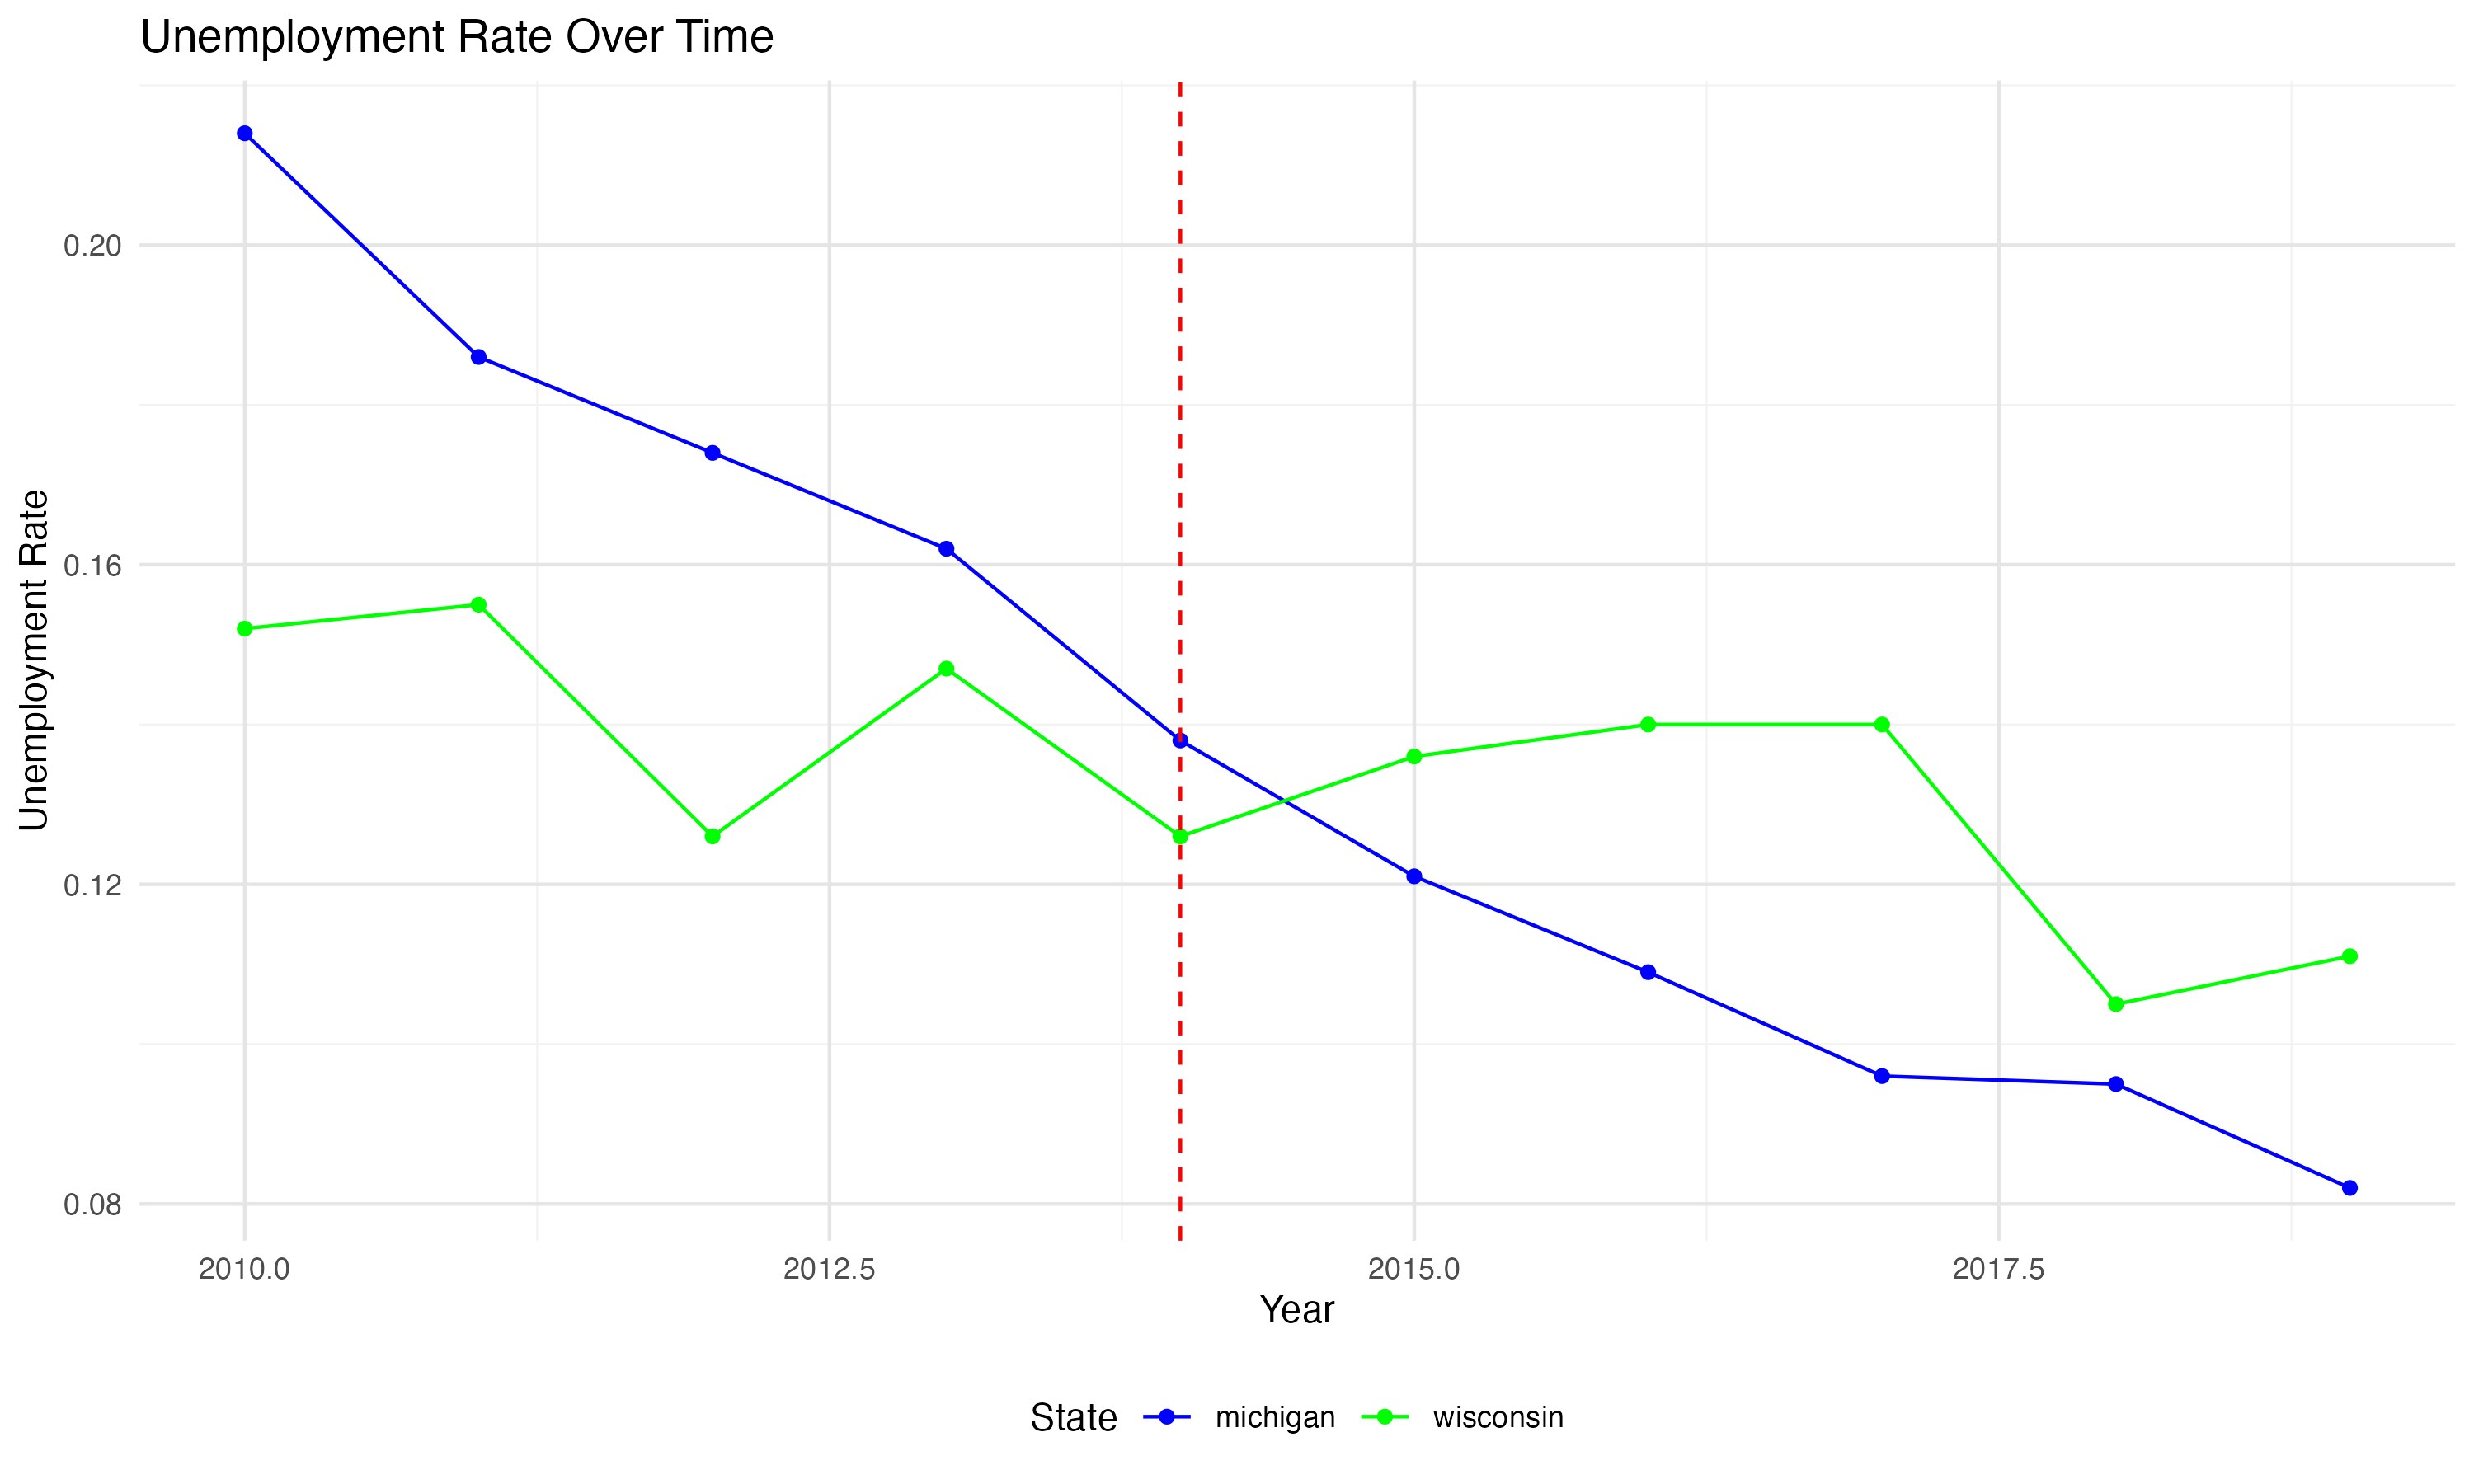 Unemployment Rate Over Time
Unemployment Rate
0.20
0.16
0.12
0.08
2010.0 2012.5 2015.0 2017.5
Year
State michigan wisconsin